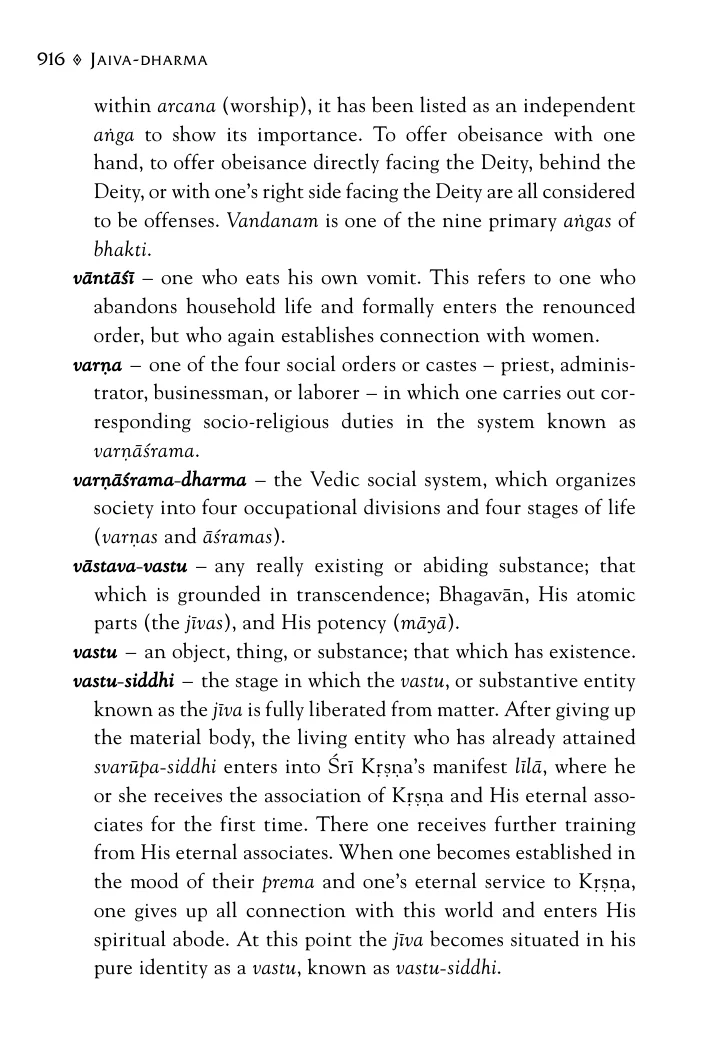 916 ◊ Jaiva-dharma
within arcana (worship), it has been listed as an independent
aṅga to show its importance. To offer obeisance with one
hand, to offer obeisance directly facing the Deity, behind the
Deity, or with one’s right side facing the Deity are all considered
to be offenses. Vandanam is one of the nine primary aṅgas of
bhakti.
vāntāśī – one who eats his own vomit. This refers to one who
abandons household life and formally enters the renounced
order, but who again establishes connection with women.
varṇa – one of the four social orders or castes – priest, adminis-
trator, businessman, or laborer – in which one carries out cor-
responding socio-religious duties in the system known as
varṇāśrama.
varṇāśrama-dharma – the Vedic social system, which organizes
society into four occupational divisions and four stages of life
(varṇas and āśramas).
vāstava-vastu – any really existing or abiding substance; that
which is grounded in transcendence; Bhagavān, His atomic
parts (the jīvas), and His potency (māyā).
vastu – an object, thing, or substance; that which has existence.
vastu-siddhi – the stage in which the vastu, or substantive entity
known as the jīva is fully liberated from matter. After giving up
the material body, the living entity who has already attained
svarūpa-siddhi enters into Śrī Kṛṣṇa’s manifest līlā, where he
or she receives the association of Kṛṣṇa and His eternal asso-
ciates for the first time. There one receives further training
from His eternal associates. When one becomes established in
the mood of their prema and one’s eternal service to Kṛṣṇa,
one gives up all connection with this world and enters His
spiritual abode. At this point the jīva becomes situated in his
pure identity as a vastu, known as vastu-siddhi.